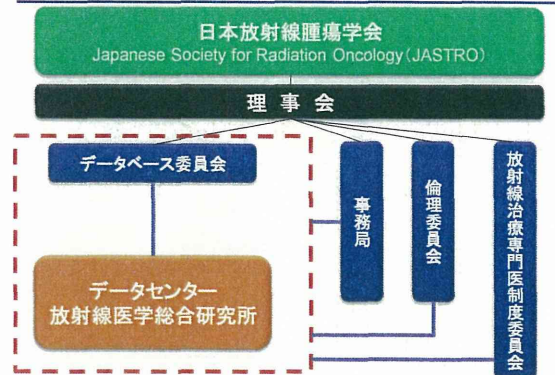 日本放射線腫瘍学会
Japanese Society for Radiation Oncology(JASTRO)
理事会
データベース委員会
データセンター
放射線医学総合研究所
事務局
倫理委員会
放射線治療専門医制度委員会